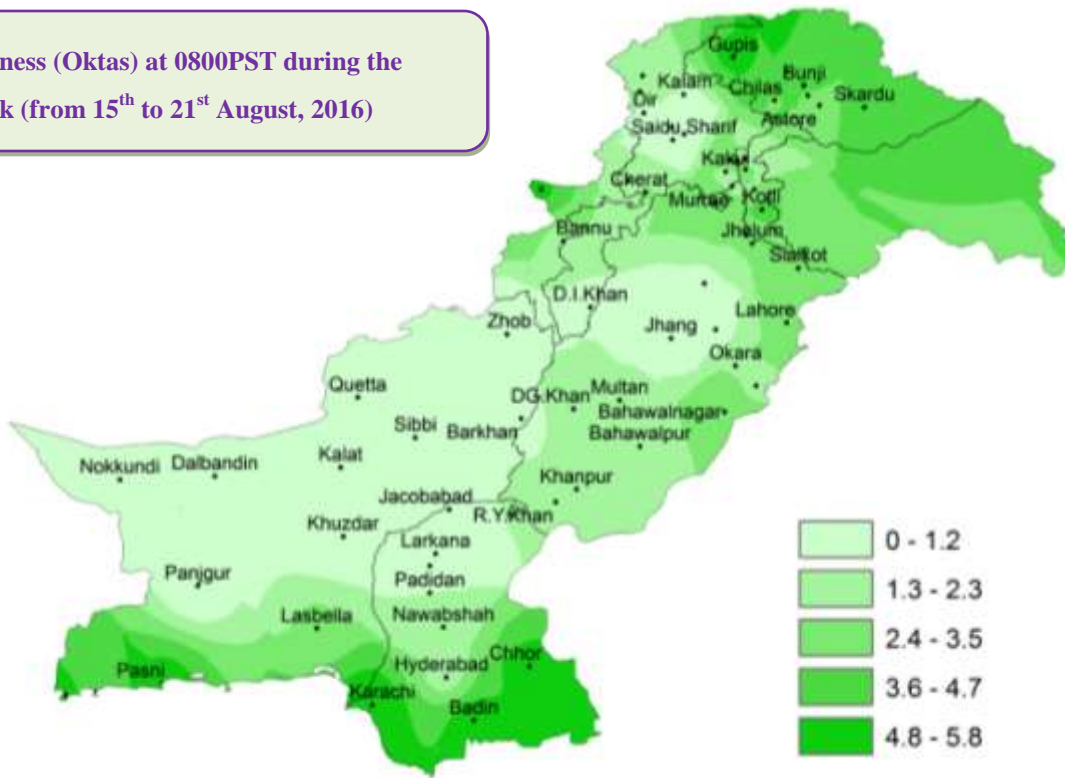 ness (Oktas) at 0800PST during the
k (from 15th to 21st August, 2016)
Gupis
Bunji
Kalam
Chilas
Skardu
Dir
Astore
Saidu Sharif
Cherat
Kotli
Bannu
Jhelum
Sialkot
D.I.Khan
Lahore
Zhob
Jhang
Okara
Quetta
DG.Khan
Multan
Bahawalnagar
Sibbi
Barkhan
Bahawalpur
Nokkundi
Dalbandin
Kalat
Khanpur
Jacobabad
R.Y.Khan
Khuzdar
Larkana
0 - 1.2
Panjgur
Padidan
1.3 - 2.3
Lasbella
Nawabshah
2.4 - 3.5
Pasni
Hyderabad
Chhor
3.6 - 4.7
Karachi
Badin
4.8 - 5.8